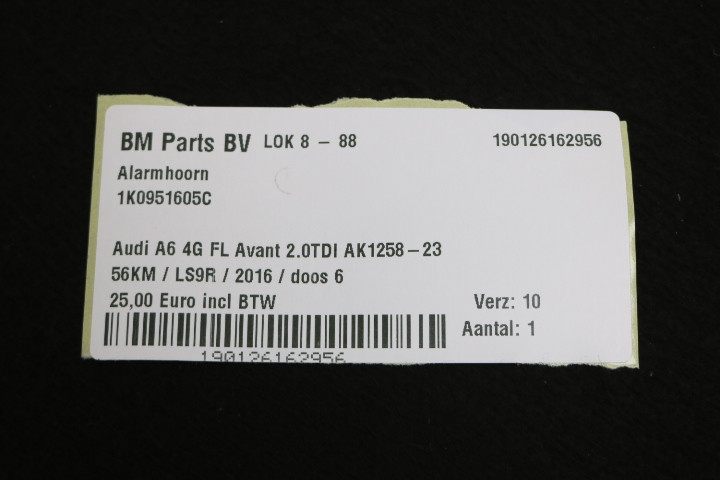 BM Parts BV LOK 8 - 88 190126162956
Alarmhoorn
1K0951605C
Audi A6 4G FL Avant 2.0TDI AK1258-23
56KM / LS9R / 2016 / doos 6
25,00 Euro incl BTW Verz: 10
Aantal: 1
190126162956